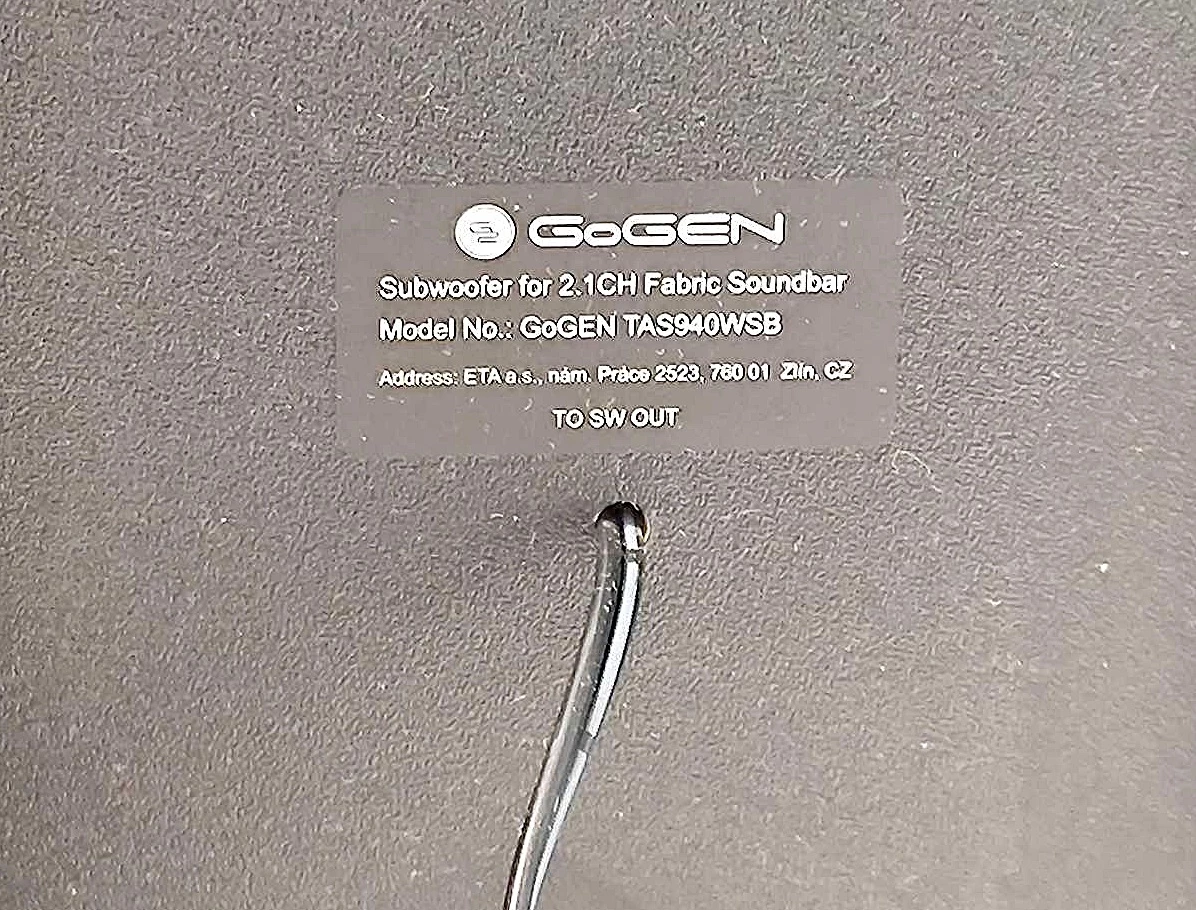 GoGEN
Subwoofer for 2.1CH Fabric Soundbar
Model No.: GoGEN TAS940WSB
Address: ETA a.s., nám. Práce 2523, 760 01 Zlín, CZ
TO SW OUT